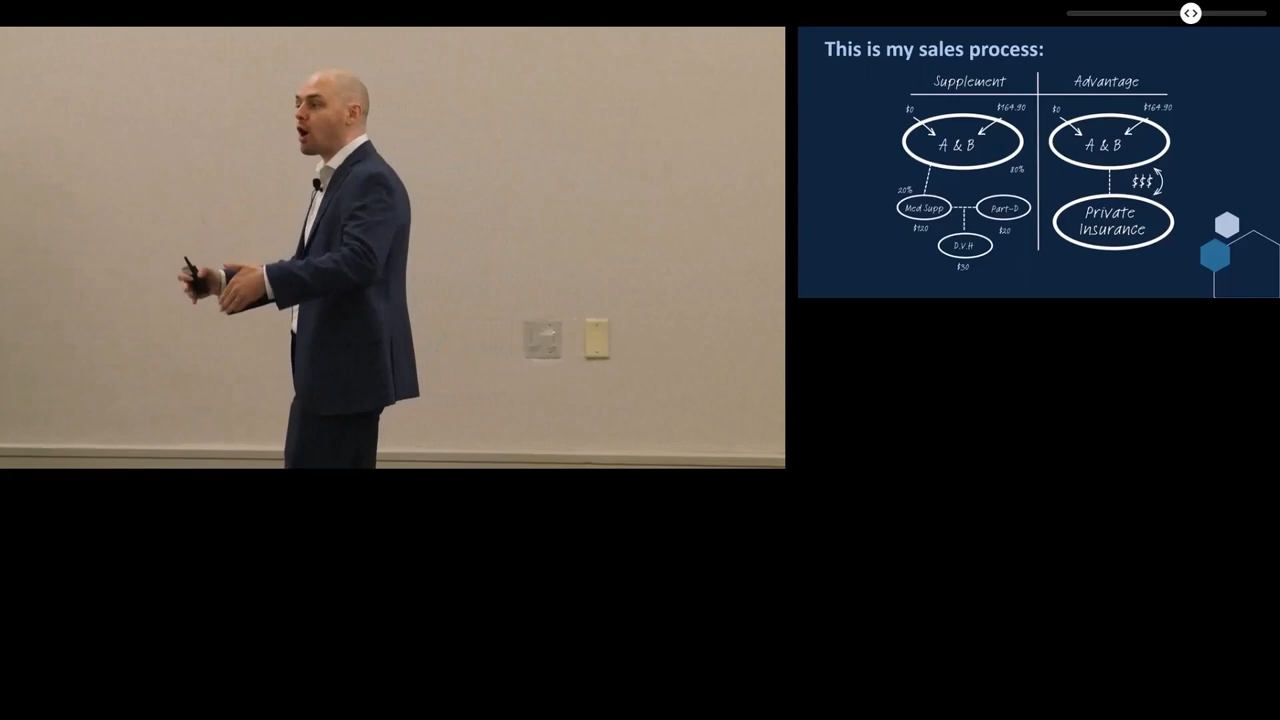 This is my sales process:
Supplement Advantage
$0 $164.90 $0 $164.90
A & B A & B
80%
$$$
20%
Med Supp Part-D
$120 $20
Private
Insurance
D.V.H
$30